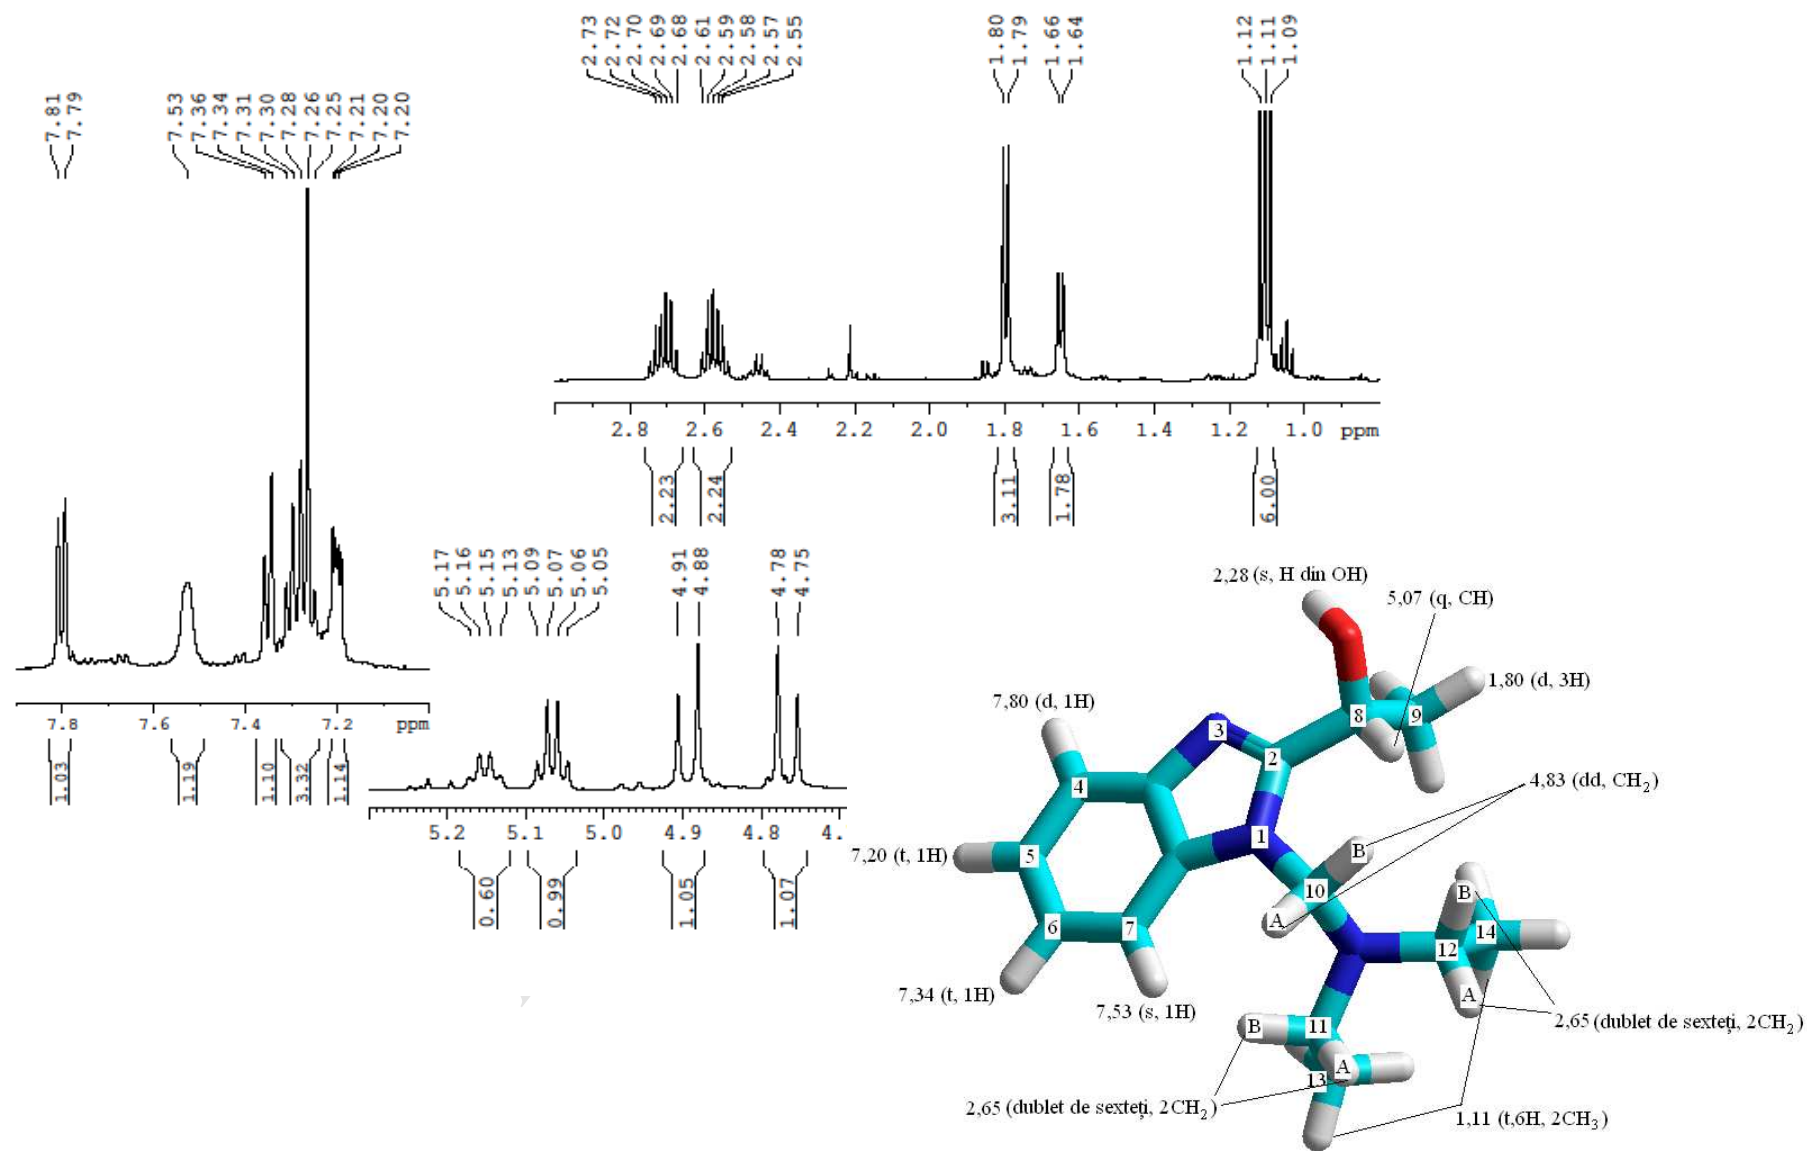 2.73 2.72 2.70 2.69 2.68 2.61 2.59 2.58 2.57 2.55
1.80 1.79
1.66 1.64
1.12 1.11 1.09
7.81 7.79
7.53 7.36 7.34 7.31 7.30 7.28 7.26 7.25 7.21 7.20 7.20
2.8 2.6 2.4 2.2 2.0 1.8 1.6 1.4 1.2 1.0 ppm
2.23 2.24 3.11 1.78 6.00
7.8 7.6 7.4 7.2 ppm
1.03 1.19 1.10 3.32 1.14
5.17 5.16 5.15 5.13 5.09 5.07 5.06 5.05
4.91 4.88
4.78 4.75
5.2 5.1 5.0 4.9 4.8 4.
0.60 0.99 1.05 1.07
2,28 (s, H din OH)
5,07 (q, CH)
1,80 (d, 3H)
7,80 (d, 1H)
8 9
3
2
4,83 (dd, CH2)
4
1
7,20 (t, 1H)
5
B
10
A
B
6 7
12 14
7,34 (t, 1H)
7,53 (s, 1H)
A
2,65 (dublet de sexteți, 2CH2)
B 11
A
13
2,65 (dublet de sexteți, 2CH2)
1,11 (t,6H, 2CH3)